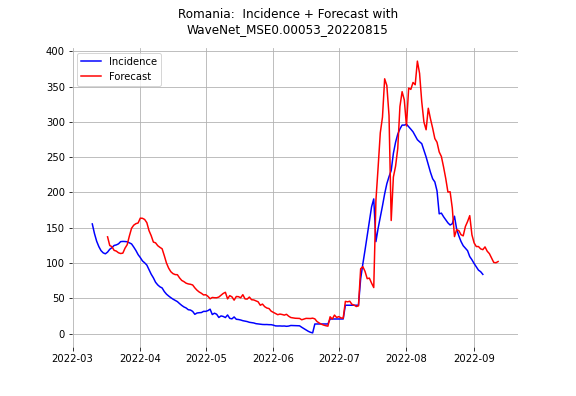 Romania:  Incidence + Forecast with
WaveNet_MSE0.00053_20220815
Incidence
Forecast
400
350
300
250
200
150
100
50
0
2022-03 2022-04 2022-05 2022-06 2022-07 2022-08 2022-09